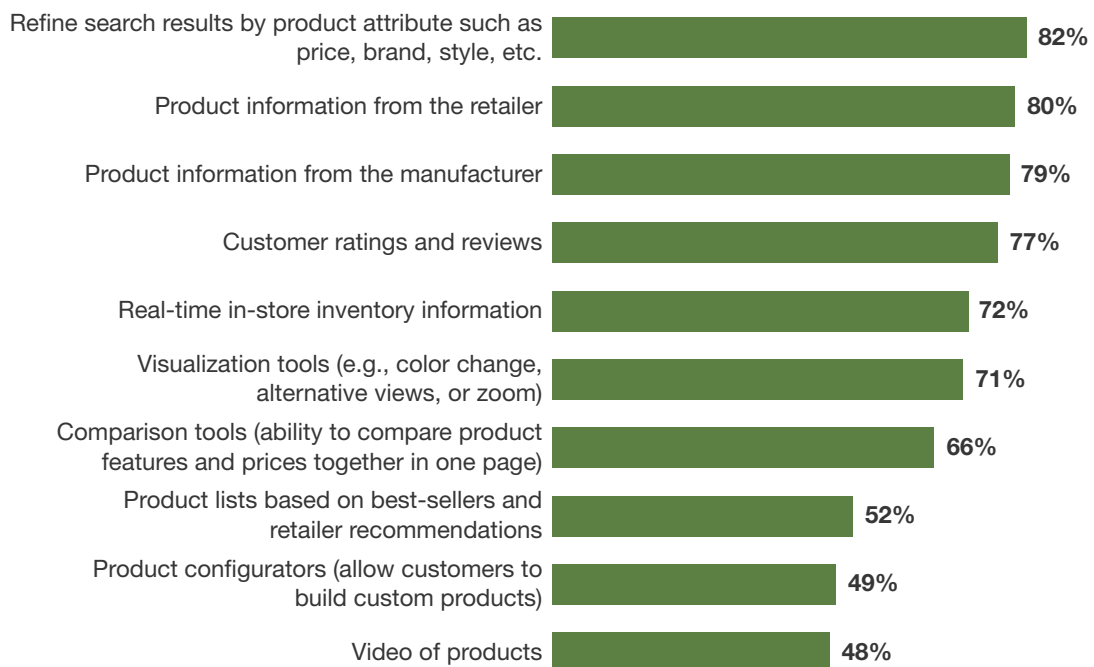 Refine search results by product attribute such as
price, brand, style, etc.
82%
Product information from the retailer
80%
Product information from the manufacturer
79%
Customer ratings and reviews
77%
Real-time in-store inventory information
72%
Visualization tools (e.g., color change,
alternative views, or zoom)
71%
Comparison tools (ability to compare product
features and prices together in one page)
66%
Product lists based on best-sellers and
retailer recommendations
52%
Product configurators (allow customers to
build custom products)
49%
Video of products
48%